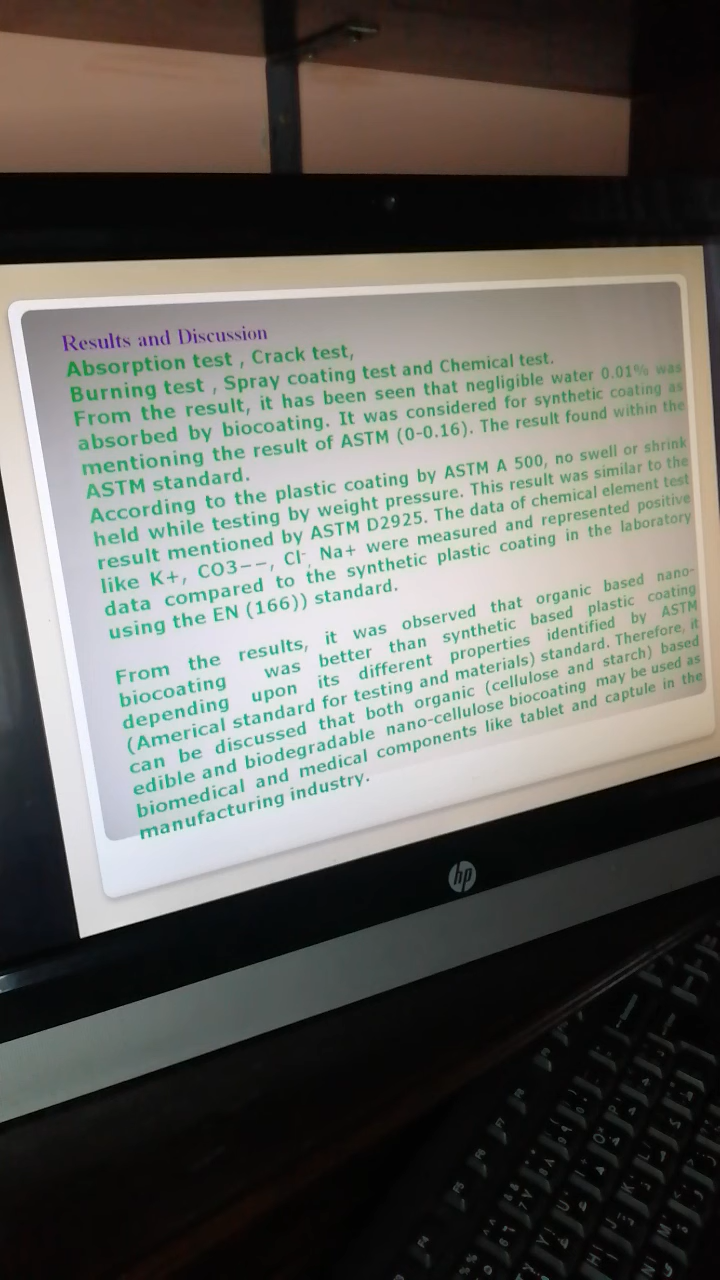 Results and Discussion
Absorption test , Crack test,
Burning test , Spray coating test and Chemical test.
From the result, it has been seen that negligible water 0.01% was
absorbed by biocoating. It was considered for synthetic coating as
mentioning the result of ASTM (0-0.16). The result found within the
ASTM standard.
According to the plastic coating by ASTM A 500, no swell or shrink
held while testing by weight pressure. This result was similar to the
result mentioned by ASTM D2925. The data of chemical element test
like K+, CO3--, Cl-, Na+ were measured and represented positive
data compared to the synthetic plastic coating in the laboratory
using the EN (166)) standard.
From the results, it was observed that organic based nano-
biocoating was better than synthetic based plastic coating
depending upon its different properties identified by ASTM
(Americal standard for testing and materials) standard. Therefore, it
can be discussed that both organic (cellulose and starch) based
edible and biodegradable nano-cellulose biocoating may be used as
biomedical and medical components like tablet and captule in the
manufacturing industry.
hp